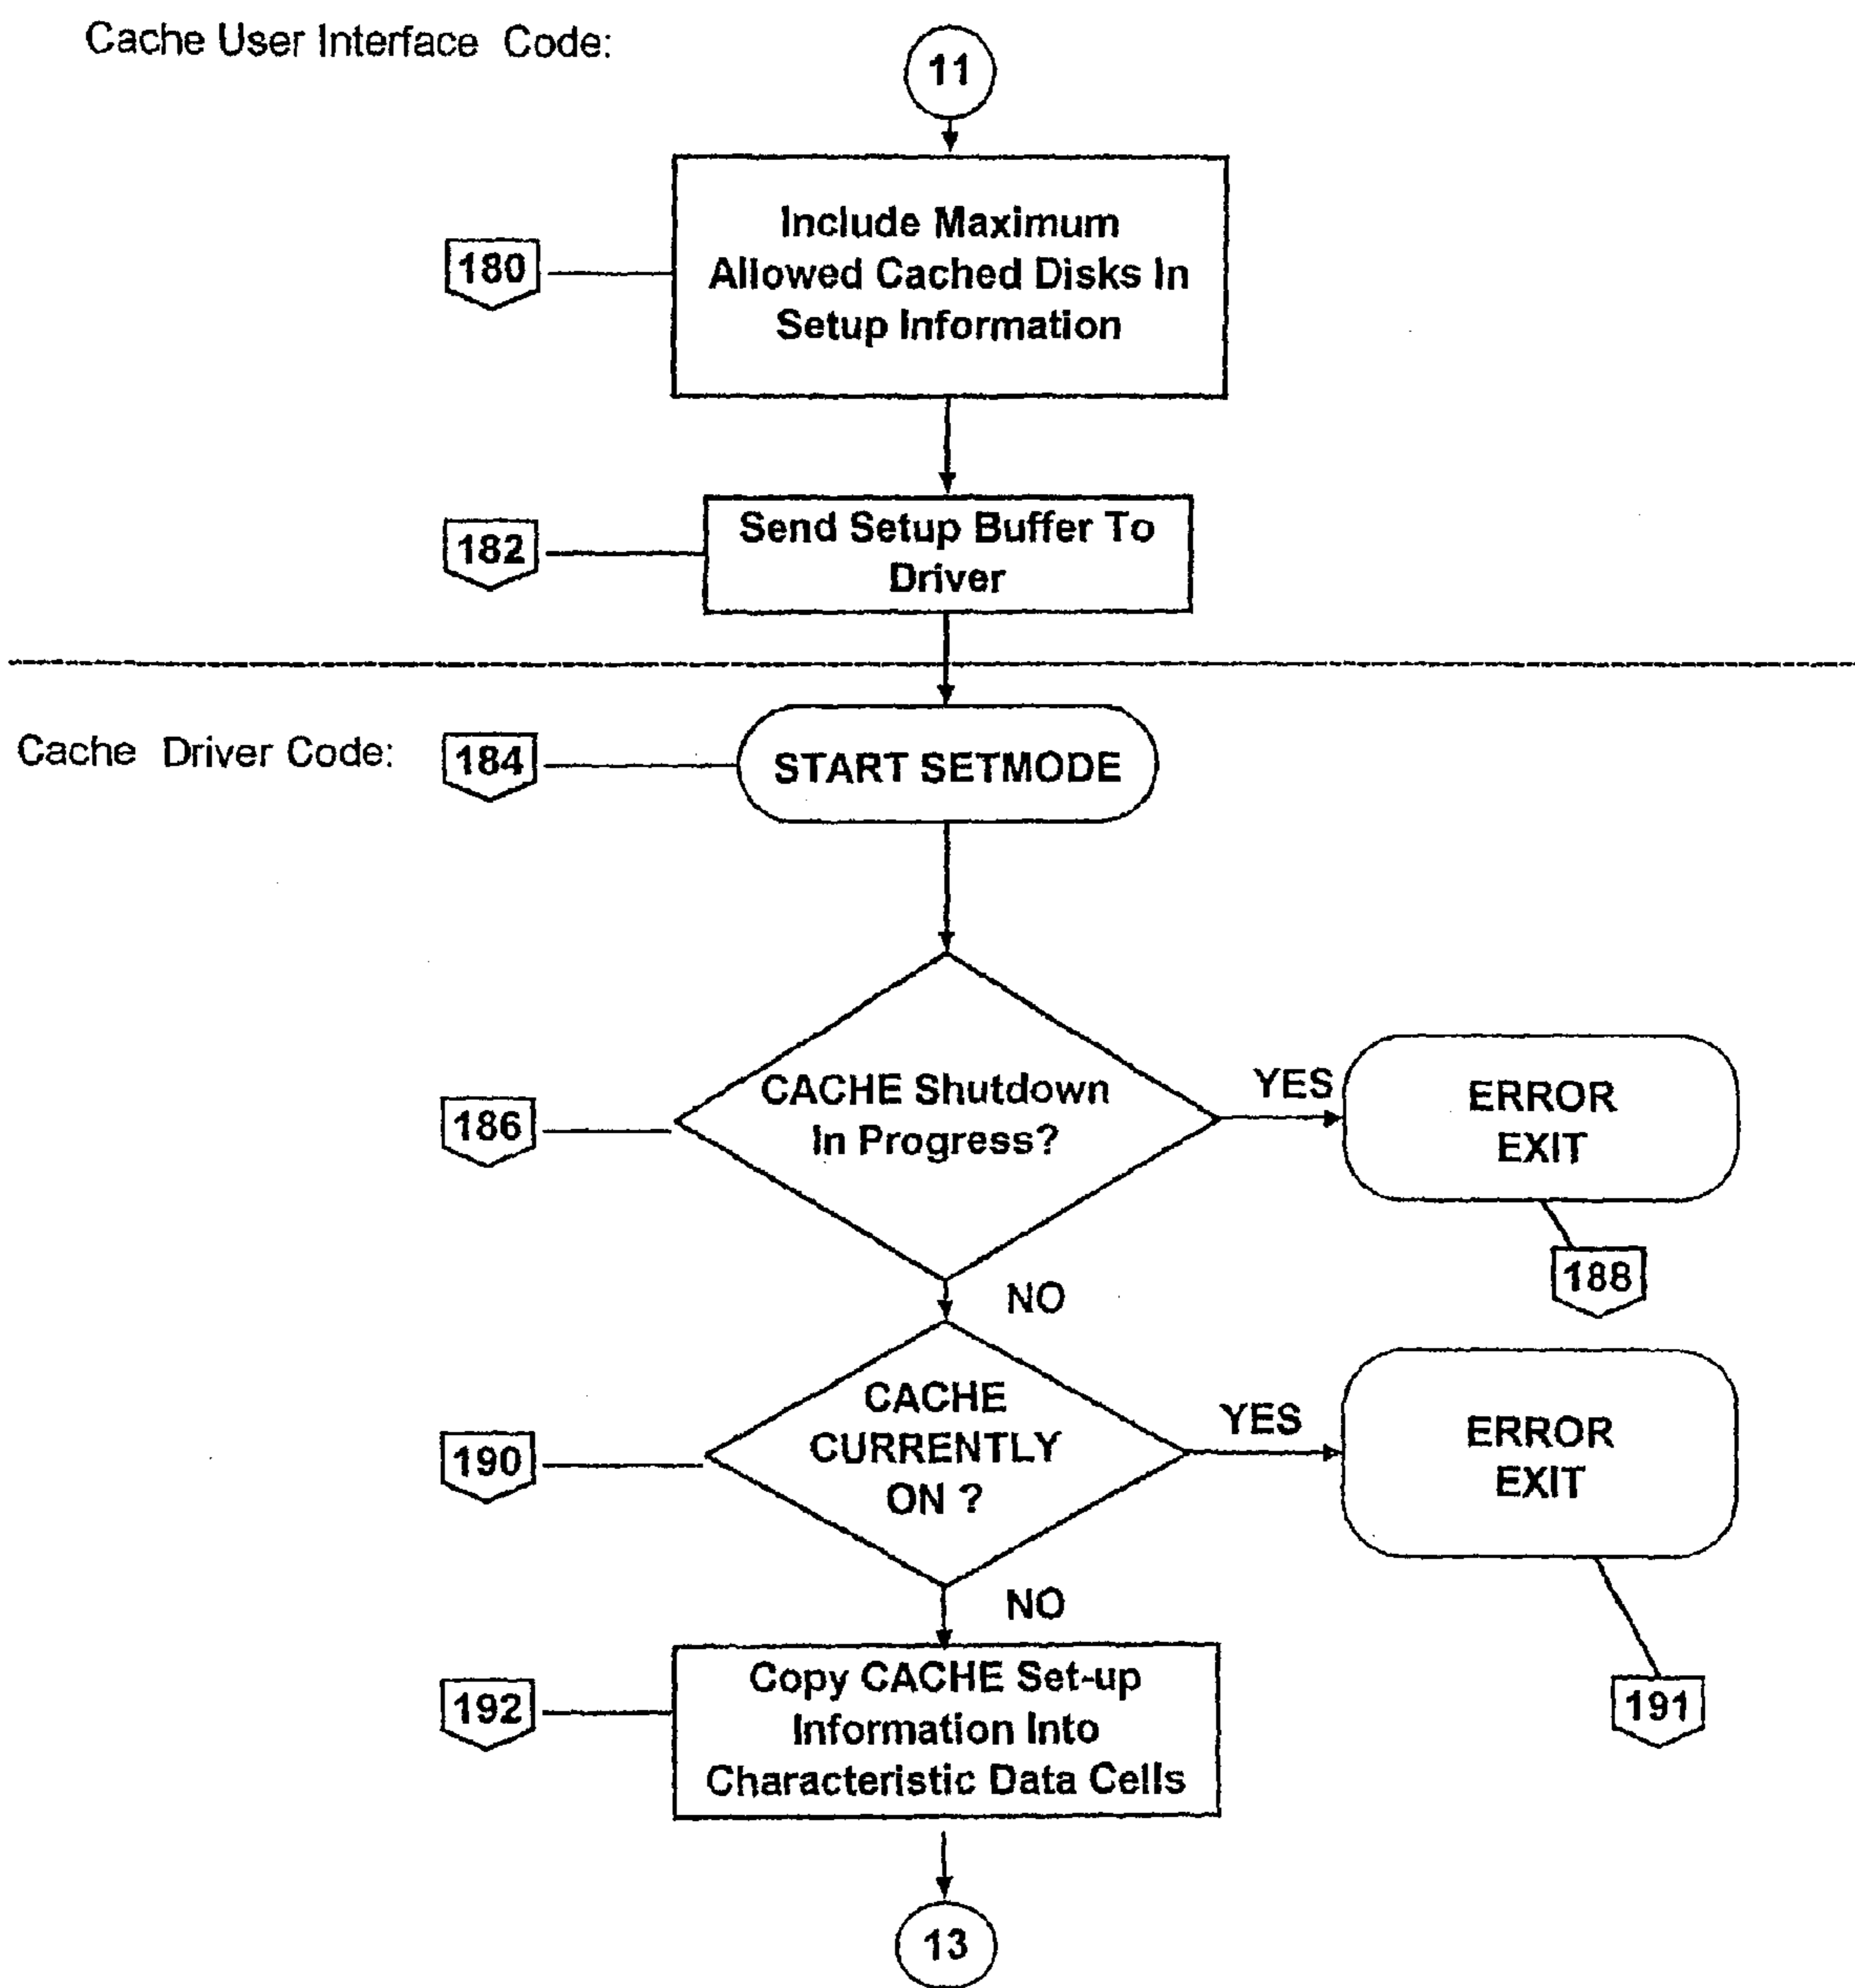 Cache User Interface Code:
11
Include Maximum
Allowed Cached Disks In
Setup Information
180
Send Setup Buffer To
Driver
182
Cache Driver Code:
184
START SETMODE
CACHE Shutdown
In Progress?
186
YES
ERROR
EXIT
188
NO
CACHE
CURRENTLY
ON ?
190
YES
ERROR
EXIT
191
NO
Copy CACHE Set-up
Information Into
Characteristic Data Cells
192
13